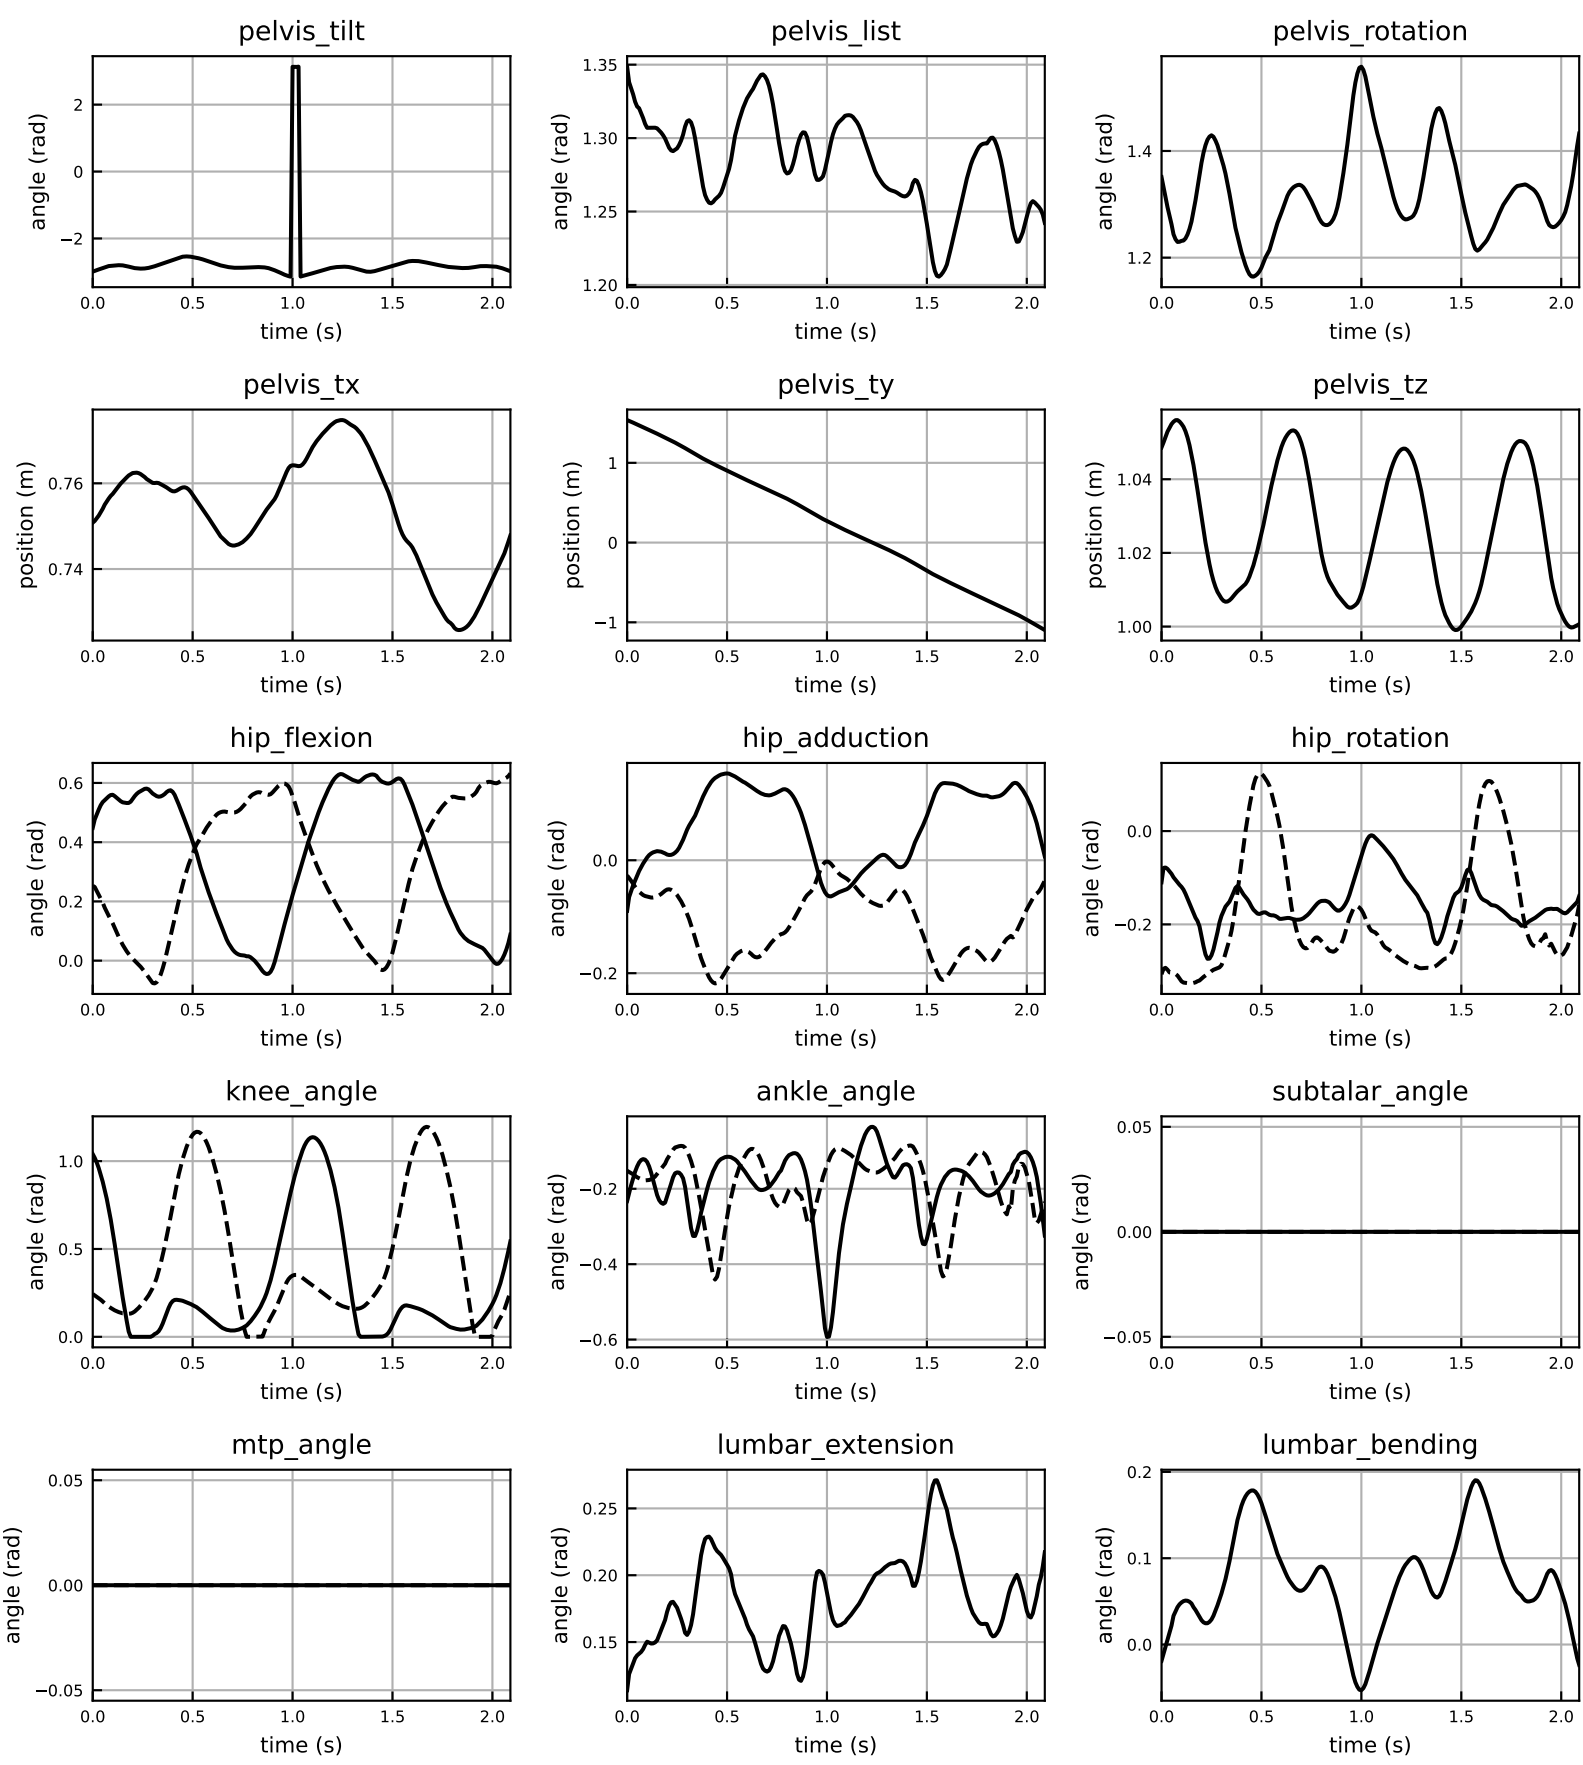 pelvis_tilt
angle (rad)
2
0
−2
0.0 0.5 1.0 1.5 2.0
time (s)
pelvis_list
angle (rad)
1.35
1.30
1.25
1.20
0.0 0.5 1.0 1.5 2.0
time (s)
pelvis_rotation
angle (rad)
1.4
1.2
0.0 0.5 1.0 1.5 2.0
time (s)
pelvis_tx
position (m)
0.76
0.74
0.0 0.5 1.0 1.5 2.0
time (s)
pelvis_ty
position (m)
1
0
−1
0.0 0.5 1.0 1.5 2.0
time (s)
pelvis_tz
position (m)
1.04
1.02
1.00
0.0 0.5 1.0 1.5 2.0
time (s)
hip_flexion
angle (rad)
0.6
0.4
0.2
0.0
0.0 0.5 1.0 1.5 2.0
time (s)
hip_adduction
angle (rad)
0.0
−0.2
0.0 0.5 1.0 1.5 2.0
time (s)
hip_rotation
angle (rad)
0.0
−0.2
0.0 0.5 1.0 1.5 2.0
time (s)
knee_angle
angle (rad)
1.0
0.5
0.0
0.0 0.5 1.0 1.5 2.0
time (s)
ankle_angle
angle (rad)
−0.2
−0.4
−0.6
0.0 0.5 1.0 1.5 2.0
time (s)
subtalar_angle
angle (rad)
0.05
0.00
−0.05
0.0 0.5 1.0 1.5 2.0
time (s)
mtp_angle
angle (rad)
0.05
0.00
−0.05
0.0 0.5 1.0 1.5 2.0
time (s)
lumbar_extension
angle (rad)
0.25
0.20
0.15
0.0 0.5 1.0 1.5 2.0
time (s)
lumbar_bending
angle (rad)
0.2
0.1
0.0
0.0 0.5 1.0 1.5 2.0
time (s)